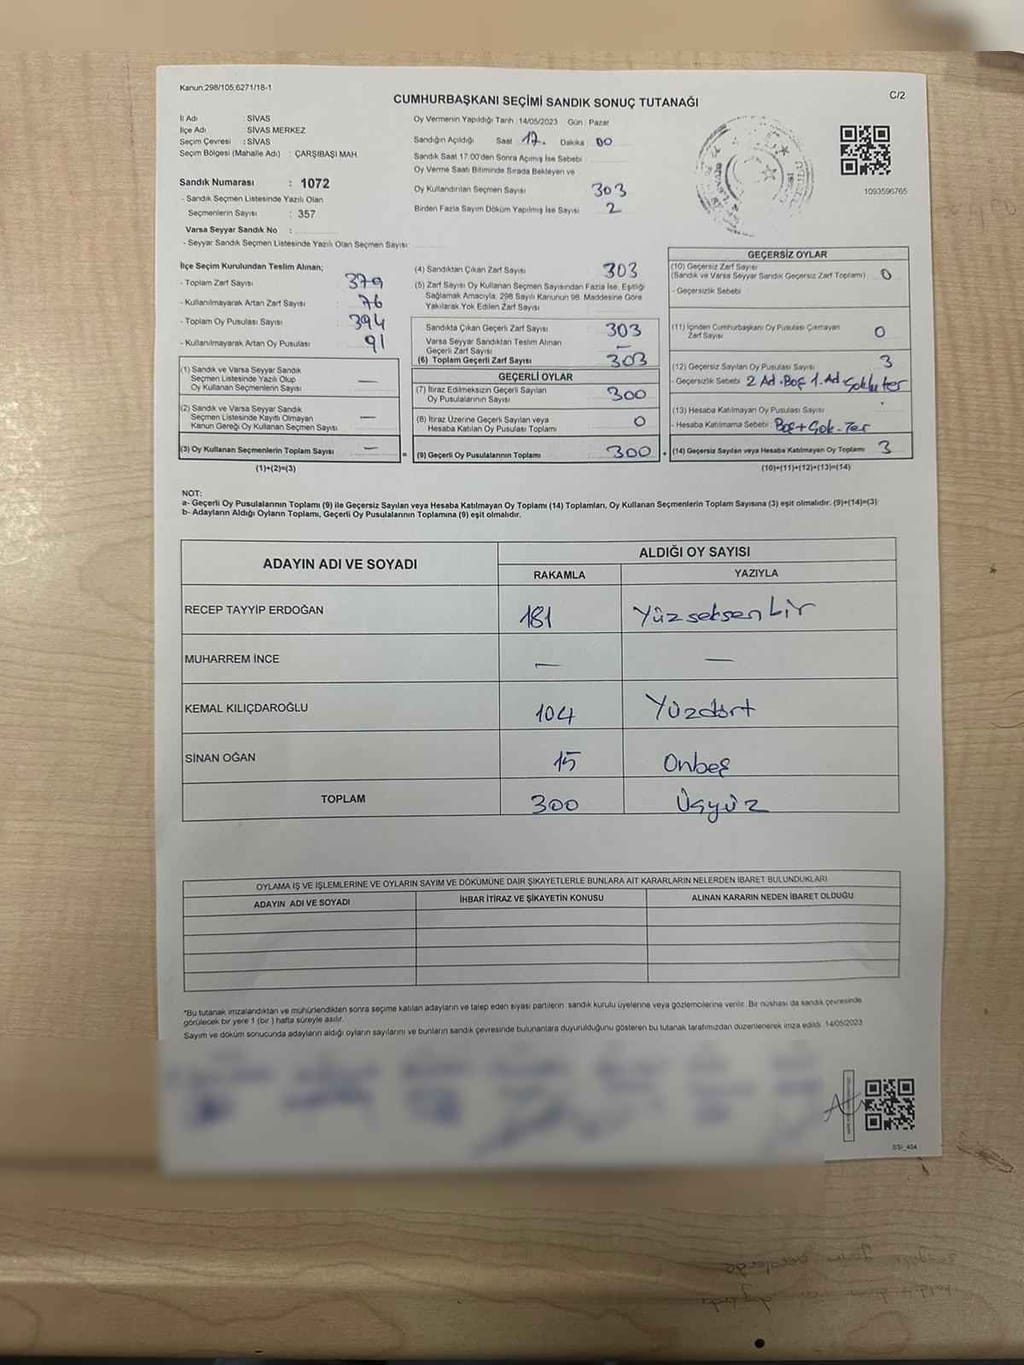 Kanun:298/105,6271/18-1
C/2
CUMHURBAŞKANI SEÇİMİ SANDIK SONUÇ TUTANAĞI
İli Adı : SİVAS
İlçe Adı : SİVAS MERKEZ
Seçim Çevresi : SİVAS
Seçim Bölgesi (Mahalle Adı) : ÇARŞIBAŞI MAH.
Sandık Numarası : 1072
- Sandık Seçmen Listesinde Yazılı Olan
Seçmenlerin Sayısı : 357
Varsa Seyyar Sandık No :
- Seyyar Sandık Seçmen Listesinde Yazılı Olan Seçmen Sayısı
Oy Vermenin Yapıldığı Tarih : 14/05/2023 Gün : Pazar
Sandığın Açıldığı Saat 17. Dakika 00
Sandık Saat 17:00'den Sonra Açılmış İse Sebebi
Oy Verme Saati Bitiminde Sırada Bekleyen ve
Oy Kullandırılan Seçmen Sayısı 303
Birden Fazla Sayım Döküm Yapılmış İse Sayısı 2
1093596765
İlçe Seçim Kurulundan Teslim Alınan;
- Toplam Zarf Sayısı 379
- Kullanılmayarak Artan Zarf Sayısı 76
- Toplam Oy Pusulası Sayısı 394
- Kullanılmayarak Artan Oy Pusulası 91
(1) Sandık ve Varsa Seyyar Sandık
Seçmen Listesinde Yazılı Olup
Oy Kullanan Seçmenlerin Sayısı —
(2) Sandık ve Varsa Seyyar Sandık
Seçmen Listesinde Kayıtlı Olmayan
Kanun Gereği Oy Kullanan Seçmen Sayısı —
(3) Oy Kullanan Seçmenlerin Toplam Sayısı —
(1)+(2)=(3)
(4) Sandıktan Çıkan Zarf Sayısı 303
(5) Zarf Sayısı Oy Kullanan Seçmen Sayısından Fazla İse, Eşitliği
Sağlamak Amacıyla, 298 Sayılı Kanunun 98. Maddesine Göre
Yakılarak Yok Edilen Zarf Sayısı
Sandıkta Çıkan Geçerli Zarf Sayısı 303
Varsa Seyyar Sandıktan Teslim Alınan
Geçerli Zarf Sayısı —
(6) Toplam Geçerli Zarf Sayısı 303
GEÇERLİ OYLAR
(7) İtiraz Edilmeksizin Geçerli Sayılan
Oy Pusulalarının Sayısı 300
(8) İtiraz Üzerine Geçerli Sayılan veya
Hesaba Katılan Oy Pusulası Toplamı 0
= (9) Geçerli Oy Pusulalarının Toplamı 300 +
GEÇERSİZ OYLAR
(10) Geçersiz Zarf Sayısı
(Sandık ve Varsa Seyyar Sandık Geçersiz Zarf Toplamı) 0
- Geçersizlik Sebebi
(11) İçinden Cumhurbaşkanı Oy Pusulası Çıkmayan
Zarf Sayısı 0
(12) Geçersiz Sayılan Oy Pusulası Sayısı 3
- Geçersizlik Sebebi 2 Ad. Boş 1. Ad
(13) Hesaba Katılmayan Oy Pusulası Sayısı
- Hesaba Katılmama Sebebi Boş+
(14) Geçersiz Sayılan veya Hesaba Katılmayan Oy Toplamı 3
(10)+(11)+(12)+(13)=(14)
NOT:
a- Geçerli Oy Pusulalarının Toplamı (9) ile Geçersiz Sayılan veya Hesaba Katılmayan Oy Toplamı (14) Toplamları, Oy Kullanan Seçmenlerin Toplam Sayısına (3) eşit olmalıdır. (9)+(14)=(3)
b- Adayların Aldığı Oyların Toplamı, Geçerli Oy Pusulalarının Toplamına (9) eşit olmalıdır.
ADAYIN ADI VE SOYADI
ALDIĞI OY SAYISI
RAKAMLA YAZIYLA
RECEP TAYYİP ERDOĞAN 181 Yüzseksenbir
MUHARREM İNCE — —
KEMAL KILIÇDAROĞLU 104 Yüzdört
SİNAN OĞAN 15 Onbeş
TOPLAM 300 Üçyüz
OYLAMA İŞ VE İŞLEMLERİNE VE OYLARIN SAYIM VE DÖKÜMÜNE DAİR ŞİKAYETLERLE BUNLARA AİT KARARLARIN NELERDEN İBARET BULUNDUKLARI
ADAYIN ADI VE SOYADI İHBAR İTİRAZ VE ŞİKAYETİN KONUSU ALINAN KARARIN NEDEN İBARET OLDUĞU
"Bu tutanak imzalandıktan ve mühürlendikten sonra seçime katılan adayların ve talep eden siyasi partilerin sandık kurulu üyelerine veya gözlemcilerine verilir. Bir nüshası da sandık çevresinde
görülecek bir yere 1 (bir ) hafta süreyle asılır.
Sayım ve döküm sonucunda adayların aldığı oyların sayılarını ve bunların sandık çevresinde bulunanlara duyurulduğunu gösteren bu tutanak tarafımızdan düzenlenerek imza edildi. 14/05/2023